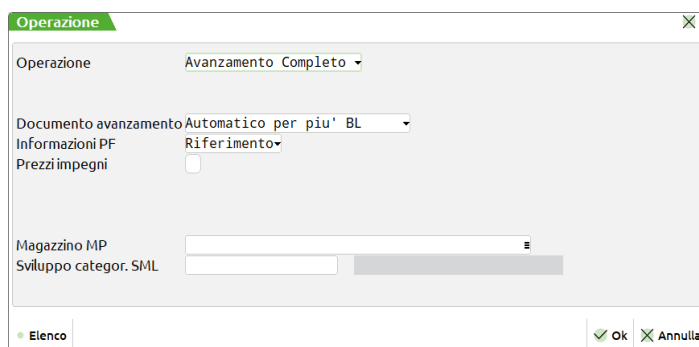 Operazione
Operazione Avanzamento Completo
Documento avanzamento Automatico per piu' BL
Informazioni PF Riferimento
Prezzi impegni
Magazzino MP
Sviluppo categor. SML
Elenco Ok Annulla